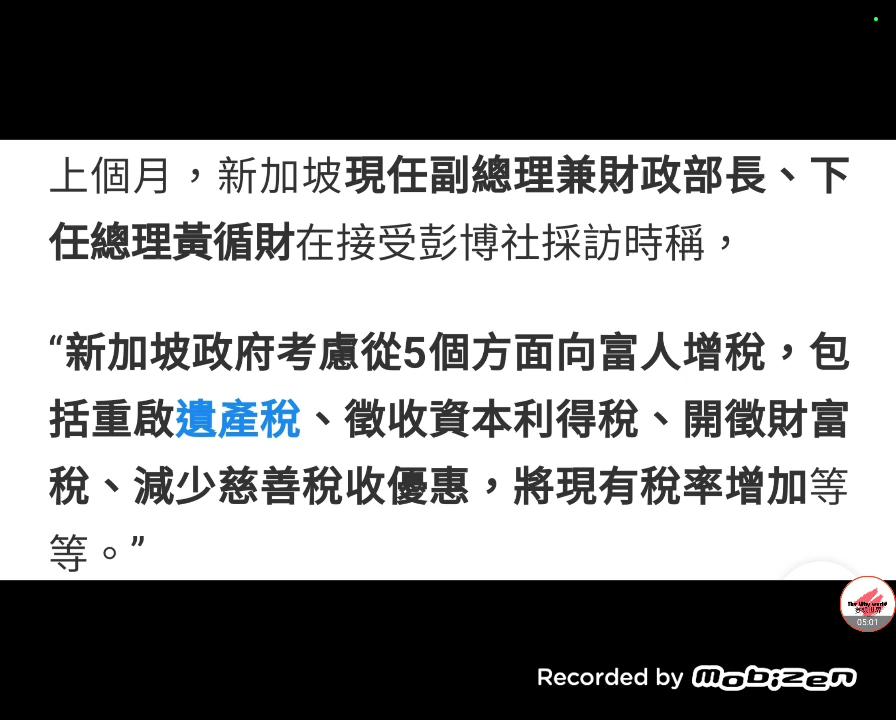 上個月，新加坡現任副總理兼財政部長、下
任總理黃循財在接受彭博社採訪時稱，
“新加坡政府考慮從5個方面向富人增稅，包
括重啟遺產稅、徵收資本利得稅、開徵財富
稅、減少慈善稅收優惠，將現有稅率增加等
等。”
05:01
Recorded by Mobizen